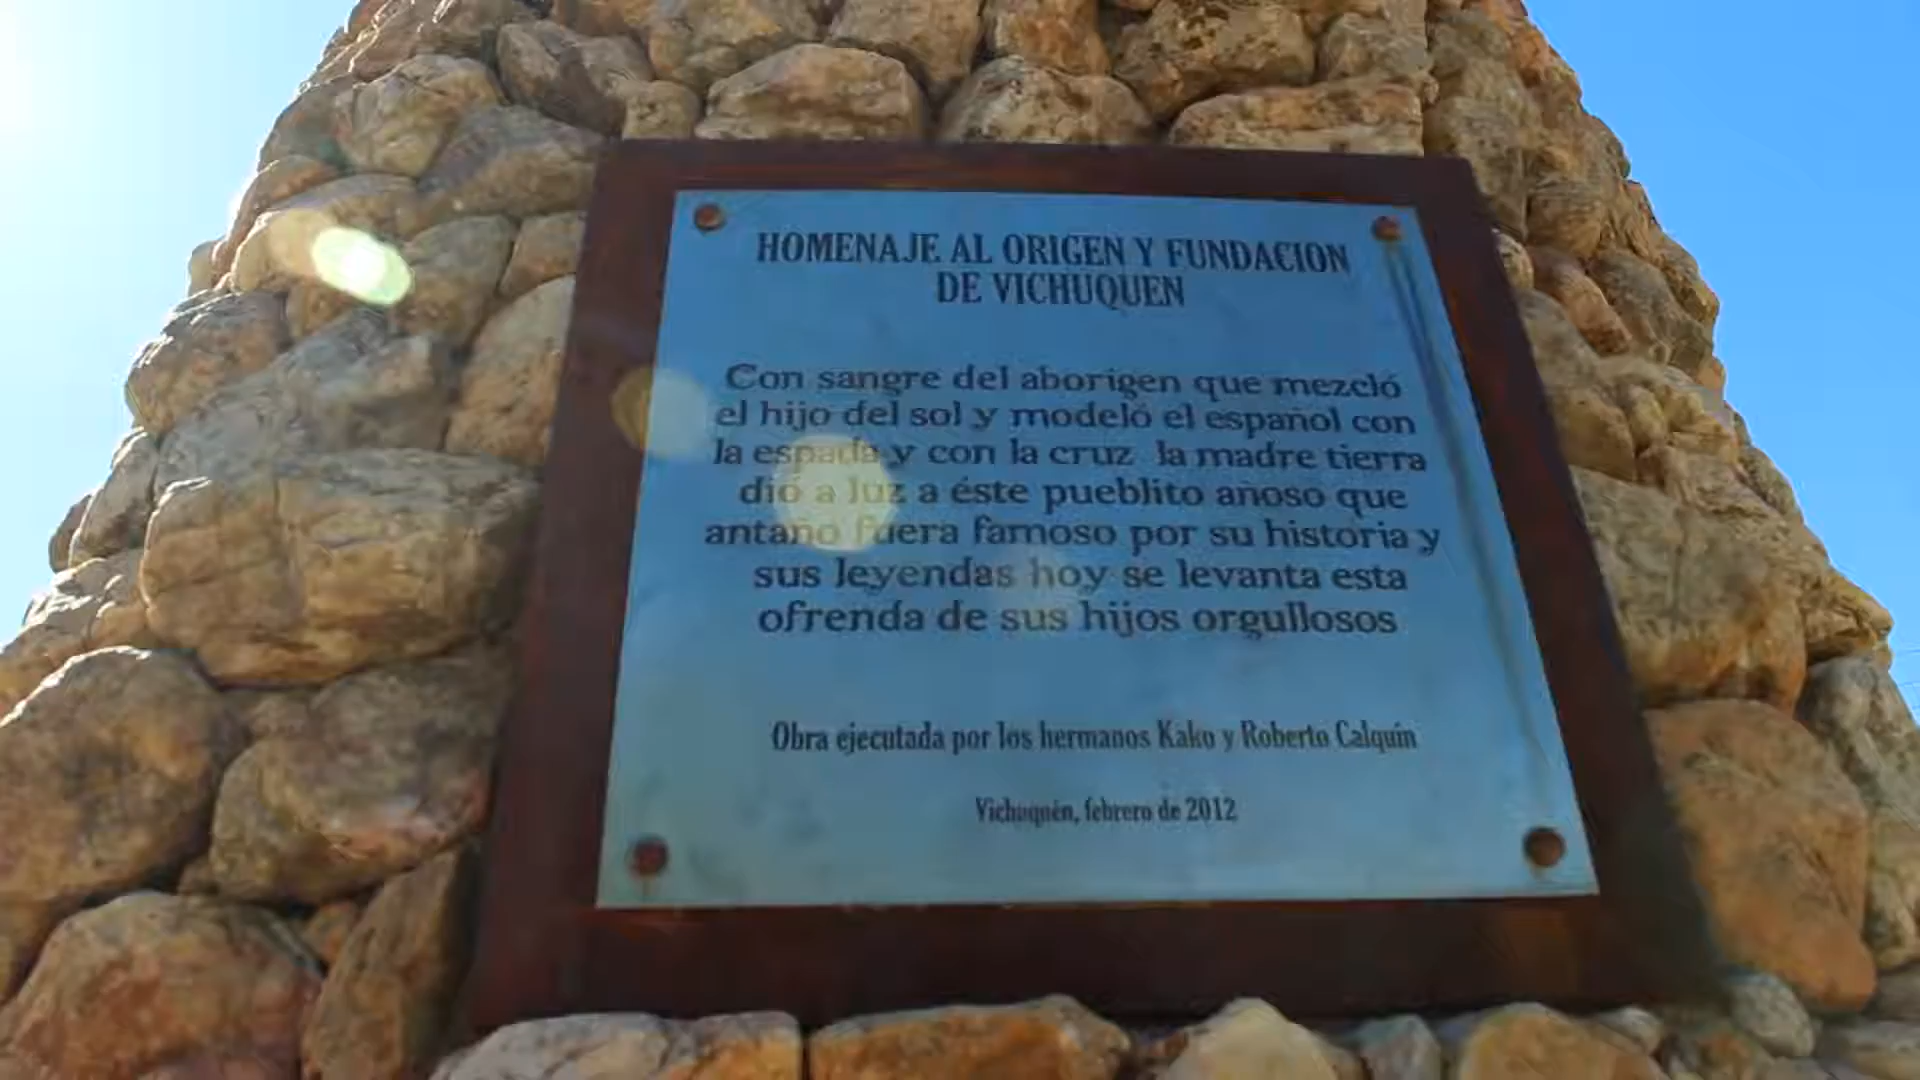 HOMENAJE AL ORIGEN Y FUNDACION
DE VICHUQUEN
Con sangre del aborigen que mezcló
el hijo del sol y modeló el español con
la espada y con la cruz la madre tierra
dió a luz a éste pueblito añoso que
antaño fuera famoso por su historia y
sus leyendas hoy se levanta esta
ofrenda de sus hijos orgullosos
Obra ejecutada por los hermanos Kako y Roberto Calquín
Vichuquén, febrero de 2012